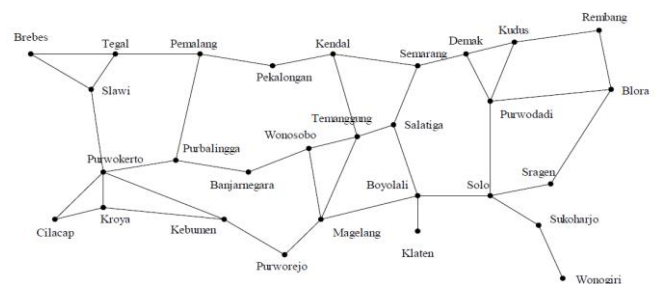 Rembang
Kudus
Brebes
Tegal
Pemalang
Kendal
Demak
Semarang
Pekalongan
Slawi
Blora
Purwodadi
Temanggung
Salatiga
Wonosobo
Purbalingga
Purwokerto
Sragen
Banjarnegara
Boyolali
Solo
Cilacap
Kroya
Kebumen
Magelang
Sukoharjo
Klaten
Purworejo
Wonogiri